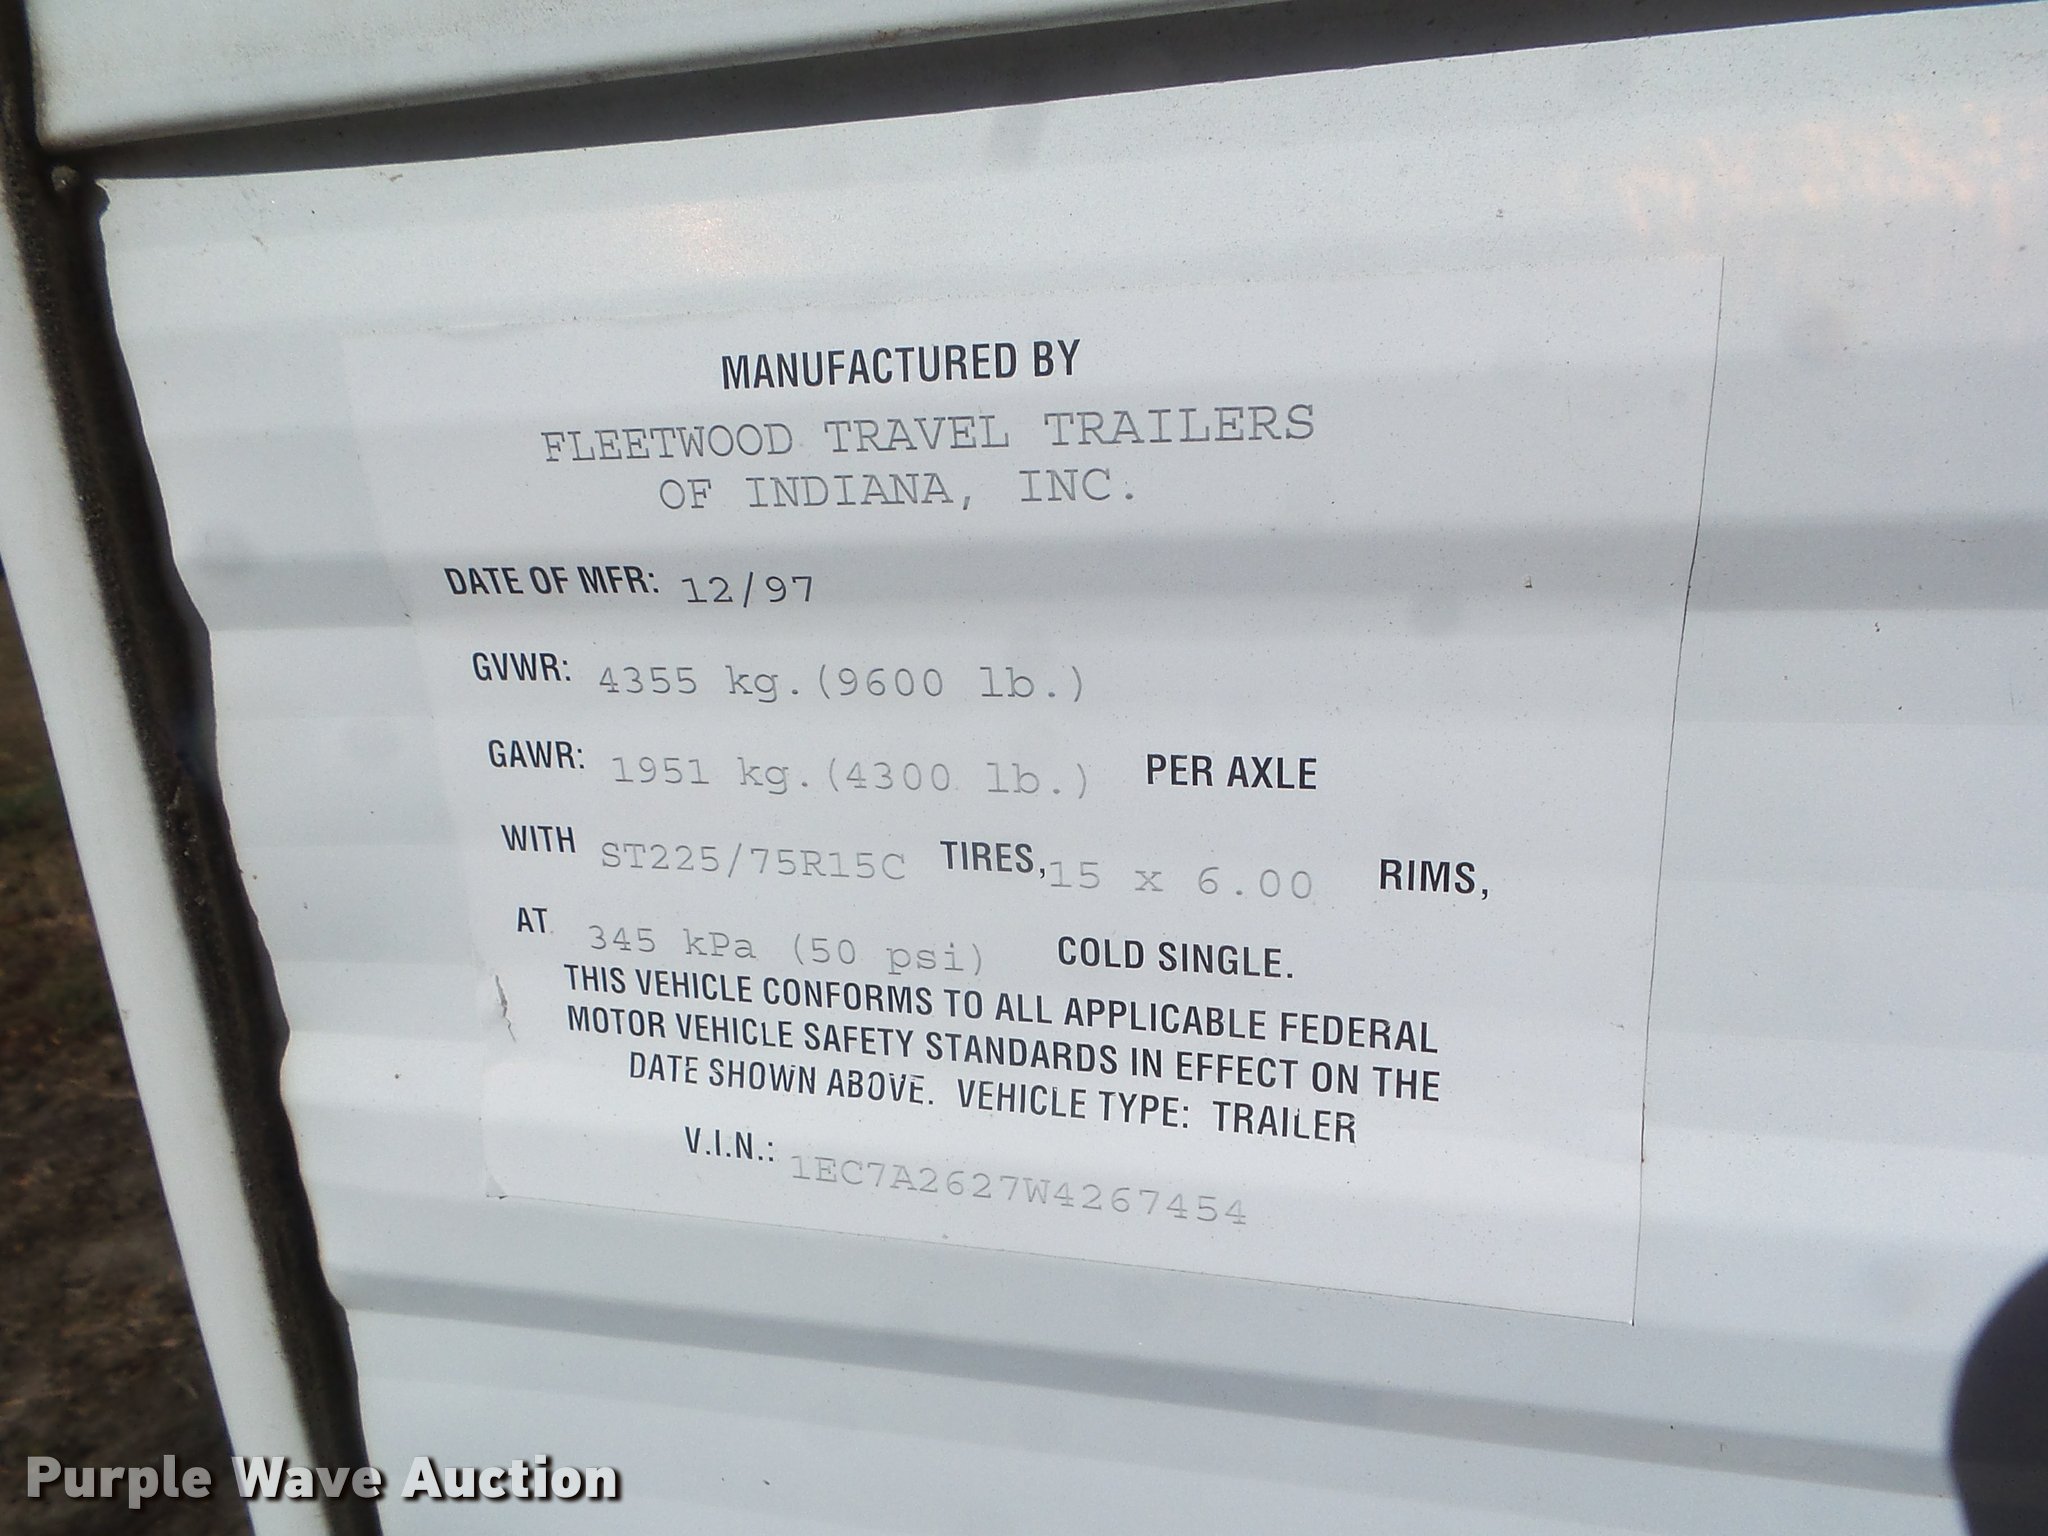 MANUFACTURED BY
FLEETWOOD TRAVEL TRAILERS
OF INDIANA, INC.
DATE OF MFR: 12/97
GVWR: 4355 kg.(9600 lb.)
GAWR: 1951 kg.(4300 lb.) PER AXLE
WITH ST225/75R15C TIRES, 15 x 6.00 RIMS,
AT 345 kPa (50 psi) COLD SINGLE.
THIS VEHICLE CONFORMS TO ALL APPLICABLE FEDERAL
MOTOR VEHICLE SAFETY STANDARDS IN EFFECT ON THE
DATE SHOWN ABOVE. VEHICLE TYPE: TRAILER
V.I.N.: 1EC7A2627W4267454
Purple Wave Auction